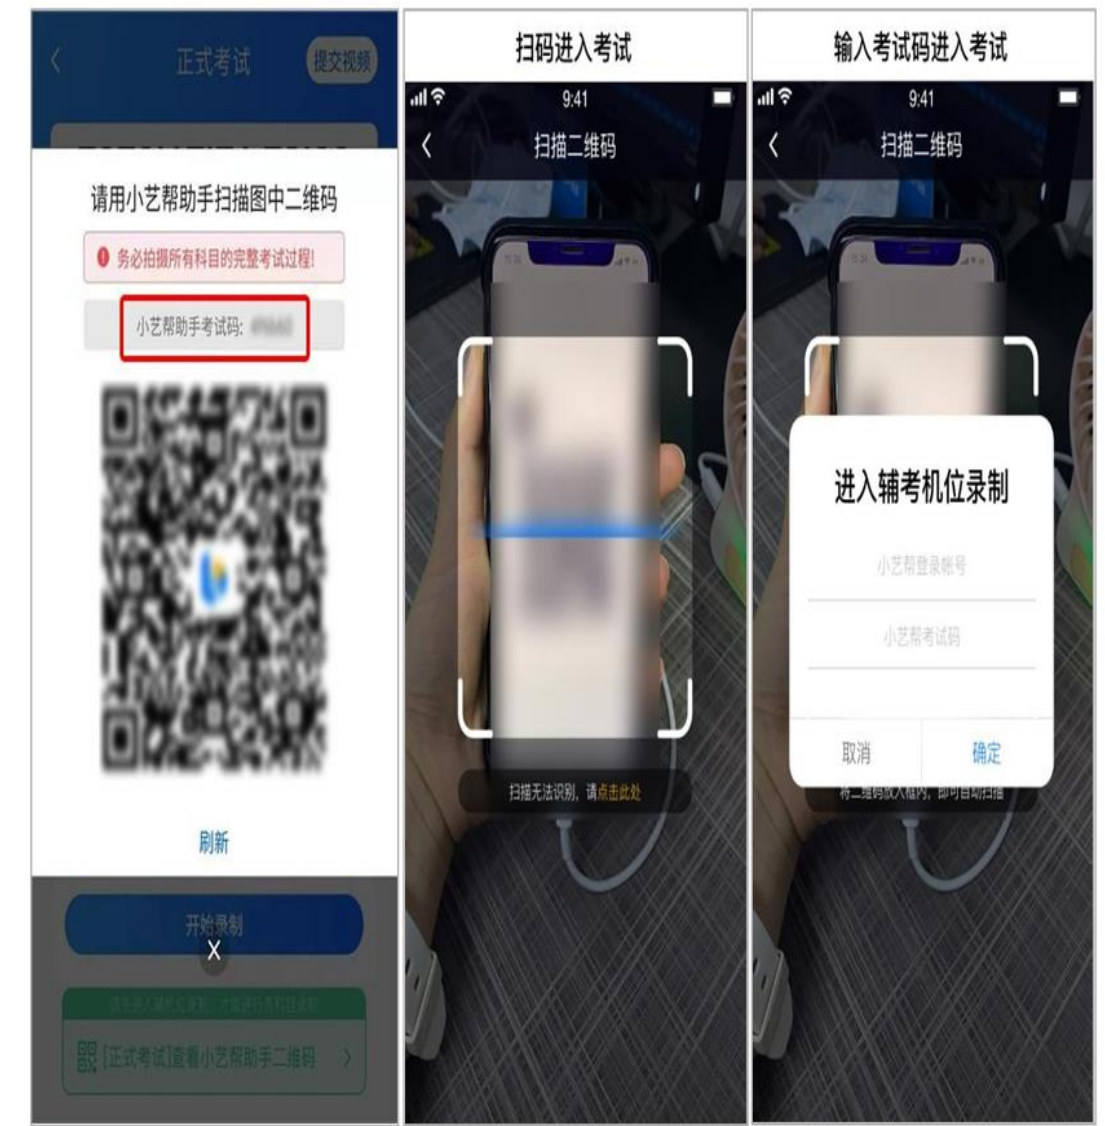 正式考试
提交视频
请用小艺帮助手扫描图中二维码
务必拍摄所有科目的完整考试过程!
小艺帮助手考试码:
刷新
开始录制
X
[正式考试]查看小艺帮助手二维码
扫码进入考试
9:41
扫描二维码
扫描无法识别，请点击此处
输入考试码进入考试
9:41
扫描二维码
进入辅考机位录制
小艺帮登录帐号
小艺帮考试码
取消
确定
将二维码放入框内，即可自动扫描